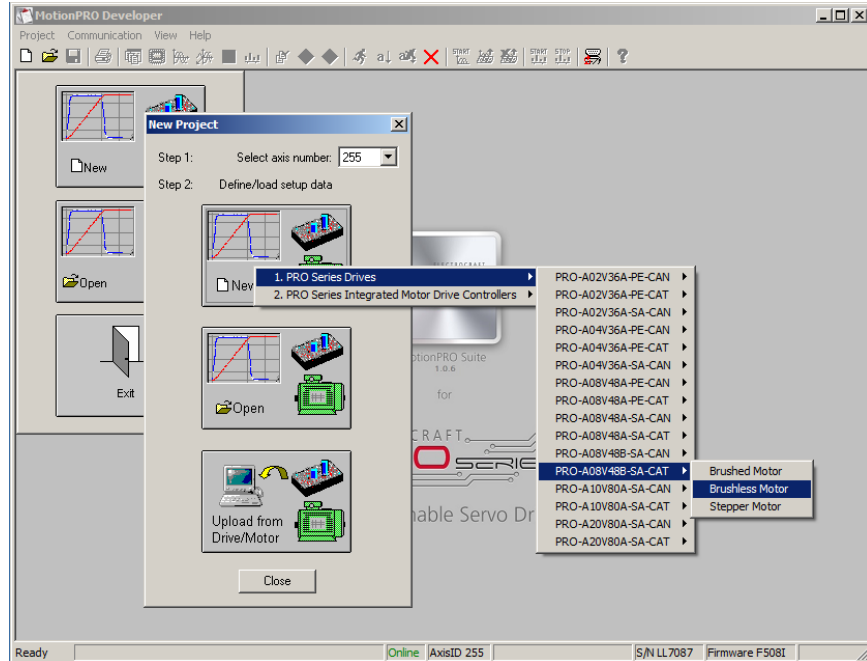 MotionPRO Developer
Project Communication View Help
New
Open
Exit
New Project
Step 1: Select axis number: 255
Step 2: Define/load setup data
New
1. PRO Series Drives
2. PRO Series Integrated Motor Drive Controllers
Open
Upload from
Drive/Motor
Close
PRO-A02V36A-PE-CAN
PRO-A02V36A-PE-CAT
PRO-A02V36A-SA-CAN
PRO-A04V36A-PE-CAN
PRO-A04V36A-PE-CAT
PRO-A04V36A-SA-CAN
PRO-A08V48A-PE-CAN
PRO-A08V48A-PE-CAT
PRO-A08V48A-SA-CAN
PRO-A08V48A-SA-CAT
PRO-A08V48B-SA-CAN
PRO-A08V48B-SA-CAT
PRO-A10V80A-SA-CAN
PRO-A10V80A-SA-CAT
PRO-A20V80A-SA-CAN
PRO-A20V80A-SA-CAT
Brushed Motor
Brushless Motor
Stepper Motor
ELECTROCRAFT
otionPRO Suite
1.0.6
for
CRAFT
O SERIE
nable Servo Dr
Ready Online AxisID 255 S/N LL7087 Firmware F508I